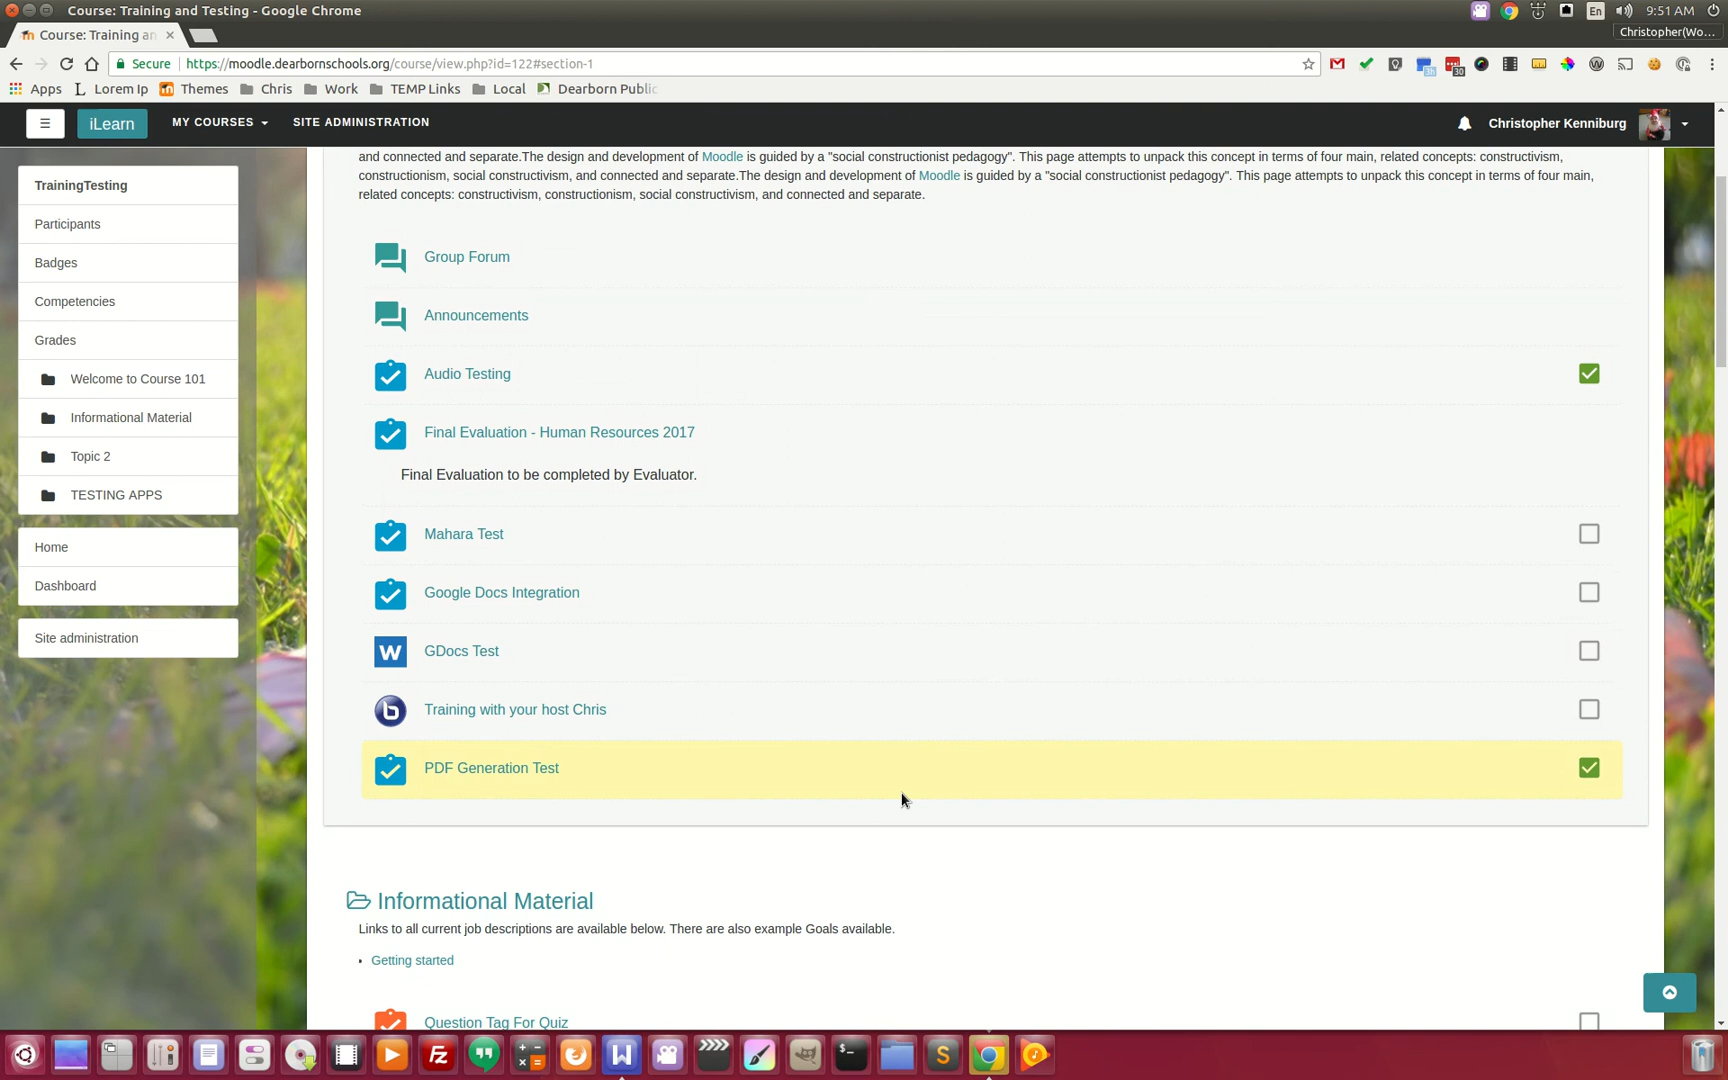 Course: Training and Testing - Google Chrome
En
9:51 AM
Course: Training an
Christopher(Wo...
Secure
https://moodle.dearbornschools.org/course/view.php?id=122#section-1
Apps
Lorem Ip
Themes
Chris
Work
TEMP Links
Local
Dearborn Public
iLearn
MY COURSES
SITE ADMINISTRATION
Christopher Kenniburg
and connected and separate.The design and development of Moodle is guided by a "social constructionist pedagogy". This page attempts to unpack this concept in terms of four main, related concepts: constructivism,
constructionism, social constructivism, and connected and separate.The design and development of Moodle is guided by a "social constructionist pedagogy". This page attempts to unpack this concept in terms of four main,
related concepts: constructivism, constructionism, social constructivism, and connected and separate.
TrainingTesting
Participants
Badges
Competencies
Grades
Welcome to Course 101
Informational Material
Topic 2
TESTING APPS
Home
Dashboard
Site administration
Group Forum
Announcements
Audio Testing
Final Evaluation - Human Resources 2017
Final Evaluation to be completed by Evaluator.
Mahara Test
Google Docs Integration
W
GDocs Test
b
Training with your host Chris
PDF Generation Test
Informational Material
Links to all current job descriptions are available below. There are also example Goals available.
Getting started
Question Tag For Quiz